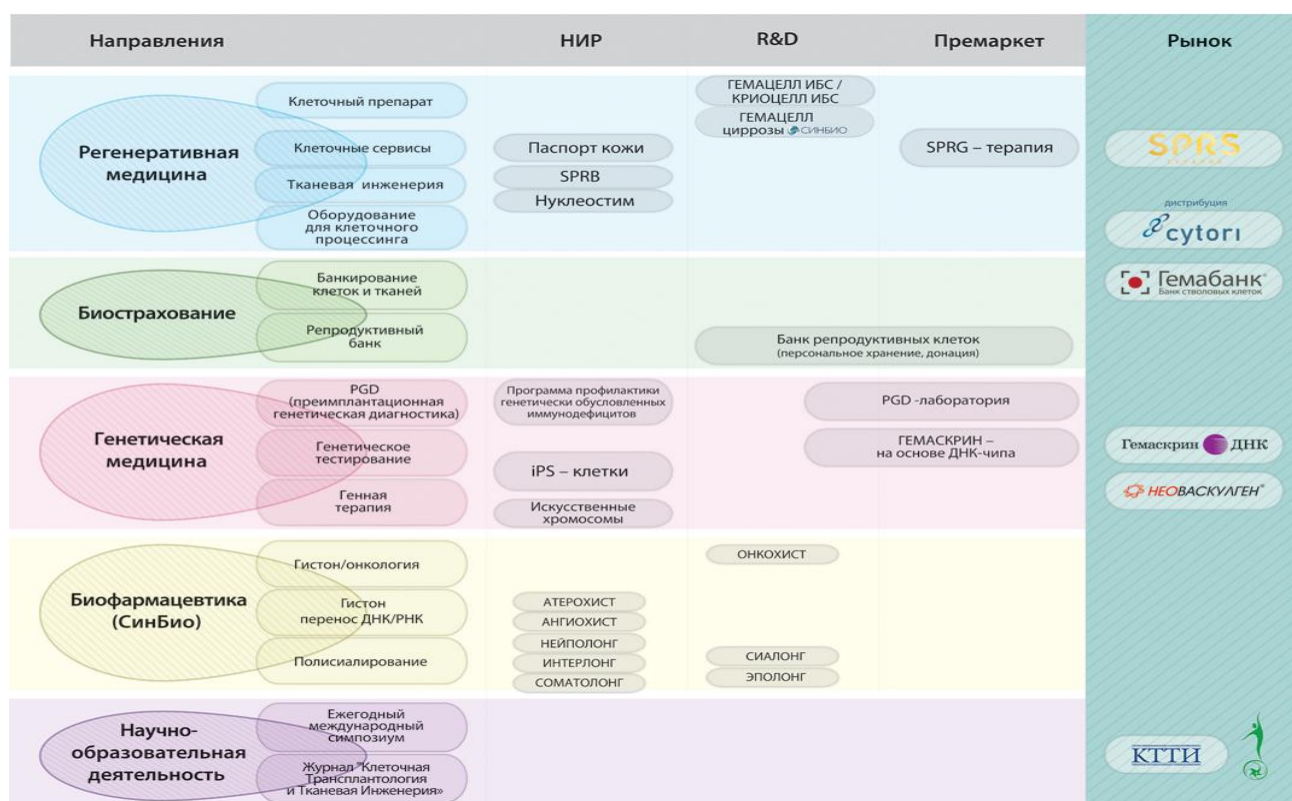 Направления
НИР
R&D
Премаркет
Рынок
Регенеративная
медицина
Клеточный препарат
Клеточные сервисы
Тканевая инженерия
Оборудование
для клеточного
процессинга
Паспорт кожи
SPRB
Нуклеостим
ГЕМАЦЕЛЛ ИБС /
КРИОЦЕЛЛ ИБС
ГЕМАЦЕЛЛ
циррозы СИНБИО
SPRG – терапия
SPRS
дистрибуция
cytori
Биострахование
Банкирование
клеток и тканей
Репродуктивный
банк
Банк репродуктивных клеток
(персональное хранение, донация)
Гемабанк®
Банк стволовых клеток
Генетическая
медицина
PGD
(преимплантационная
генетическая диагностика)
Генетическое
тестирование
Генная
терапия
Программа профилактики
генетически обусловленных
иммунодефицитов
iPS – клетки
Искусственные
хромосомы
PGD -лаборатория
ГЕМАСКРИН –
на основе ДНК-чипа
Гемаскрин ДНК
НЕОВАСКУЛГЕН®
Биофармацевтика
(СинБио)
Гистон/онкология
Гистон
перенос ДНК/РНК
Полисиалирование
АТЕРОХИСТ
АНГИОХИСТ
НЕЙПОЛОНГ
ИНТЕРЛОНГ
СОМАТОЛОНГ
ОНКОХИСТ
СИАЛОНГ
ЭПОЛОНГ
Научно-
образовательная
деятельность
Ежегодный
международный
симпозиум
Журнал "Клеточная
Трансплантология
и Тканевая Инженерия»
КТТИ